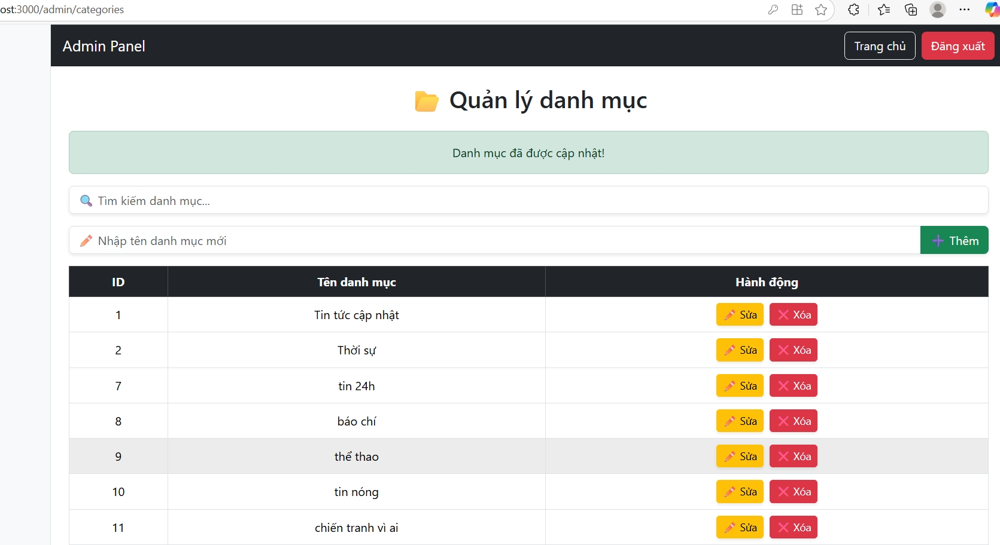 ost:3000/admin/categories
Admin Panel
Trang chủ
Đăng xuất
Quản lý danh mục
Danh mục đã được cập nhật!
Tìm kiếm danh mục...
Nhập tên danh mục mới
Thêm
ID Tên danh mục Hành động
1 Tin tức cập nhật Sửa Xóa
2 Thời sự Sửa Xóa
7 tin 24h Sửa Xóa
8 báo chí Sửa Xóa
9 thể thao Sửa Xóa
10 tin nóng Sửa Xóa
11 chiến tranh vì ai Sửa Xóa